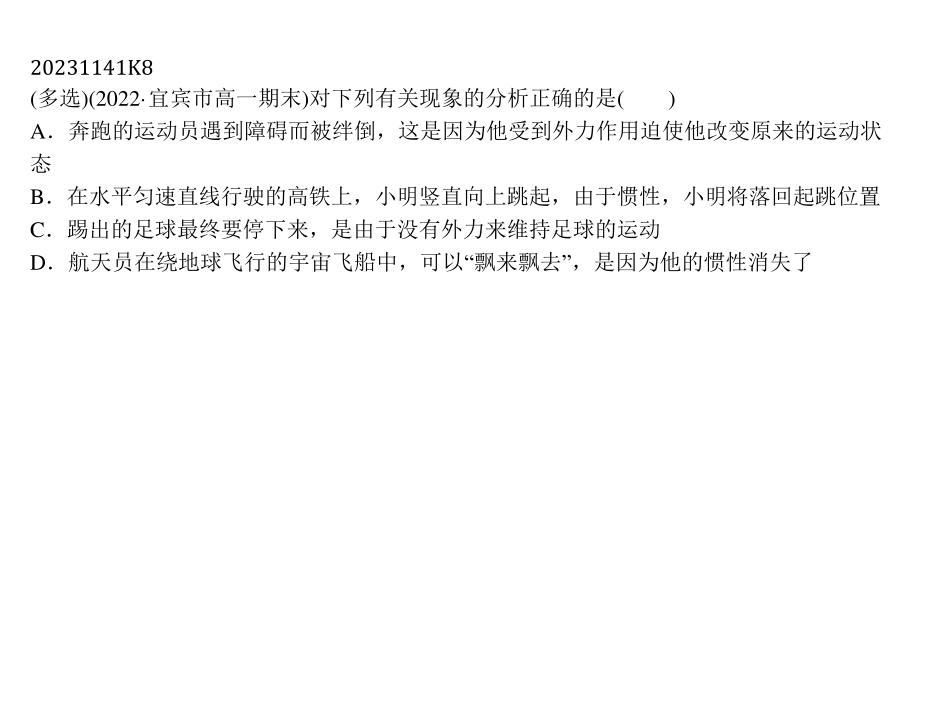 20231141K8
(多选)(2022·宜宾市高一期末)对下列有关现象的分析正确的是(　　)
A．奔跑的运动员遇到障碍而被绊倒，这是因为他受到外力作用迫使他改变原来的运动状
态
B．在水平匀速直线行驶的高铁上，小明竖直向上跳起，由于惯性，小明将落回起跳位置
C．踢出的足球最终要停下来，是由于没有外力来维持足球的运动
D．航天员在绕地球飞行的宇宙飞船中，可以“飘来飘去”，是因为他的惯性消失了